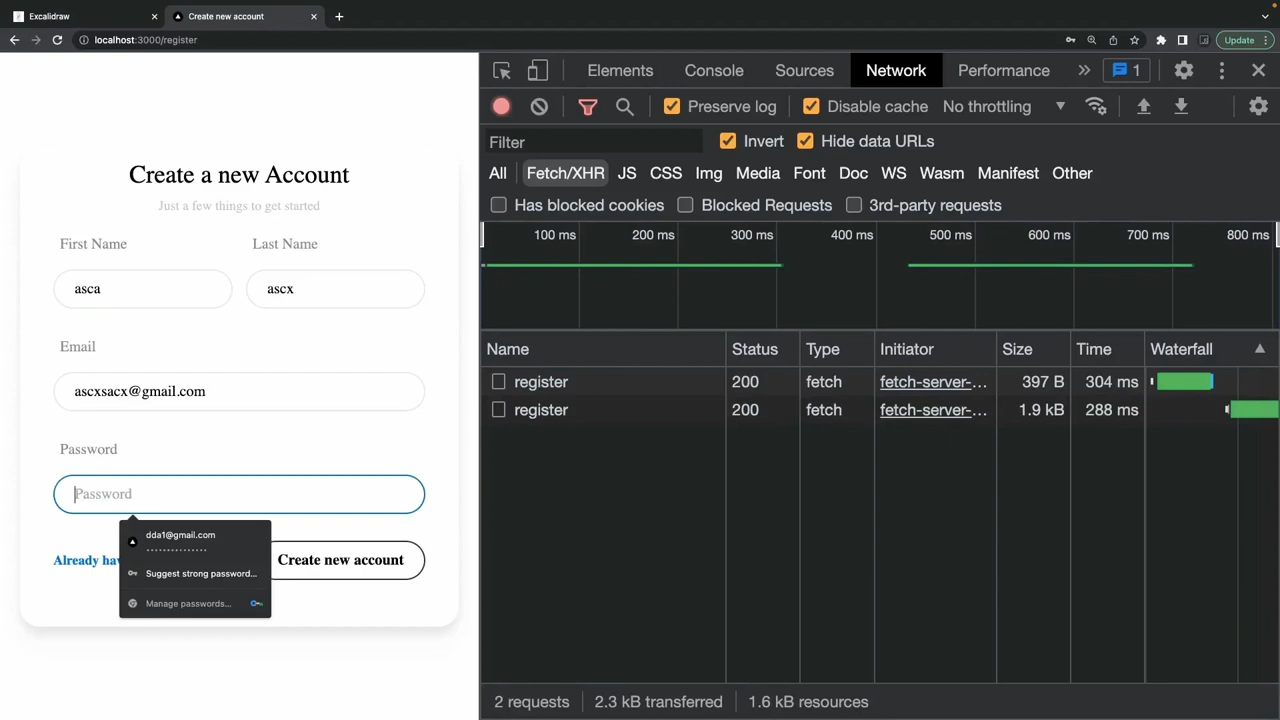 Excalidraw
Create new account
localhost:3000/register
Update
Create a new Account
Just a few things to get started
First Name
Last Name
asca
ascx
Email
ascxsacx@gmail.com
Password
Password
dda1@gmail.com
••••••••••••••
Suggest strong password...
Manage passwords...
Already hav
Create new account
Elements
Console
Sources
Network
Performance
1
Preserve log
Disable cache
No throttling
Filter
Invert
Hide data URLs
All
Fetch/XHR
JS
CSS
Img
Media
Font
Doc
WS
Wasm
Manifest
Other
Has blocked cookies
Blocked Requests
3rd-party requests
100 ms
200 ms
300 ms
400 ms
500 ms
600 ms
700 ms
800 ms
Name Status Type Initiator Size Time Waterfall
register 200 fetch fetch-server-... 397 B 304 ms
register 200 fetch fetch-server-... 1.9 kB 288 ms
2 requests
2.3 kB transferred
1.6 kB resources